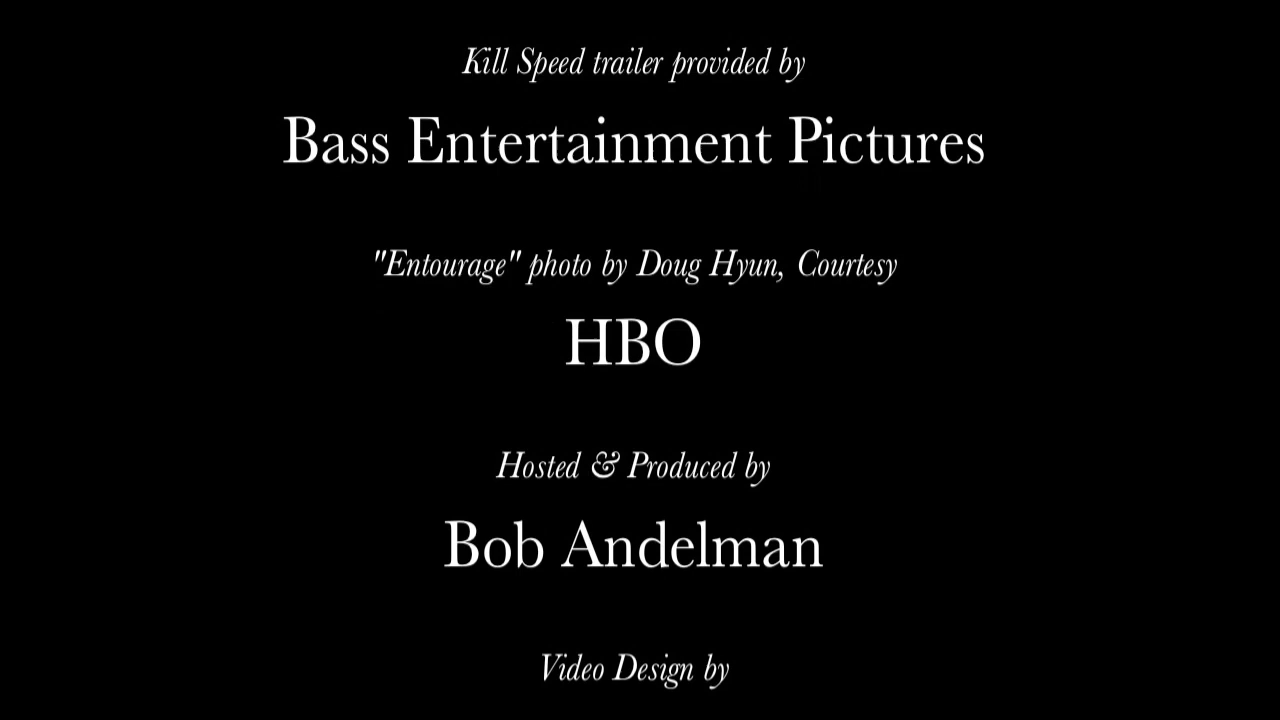 Kill Speed trailer provided by
Bass Entertainment Pictures
"Entourage" photo by Doug Hyun, Courtesy
HBO
Hosted & Produced by
Bob Andelman
Video Design by